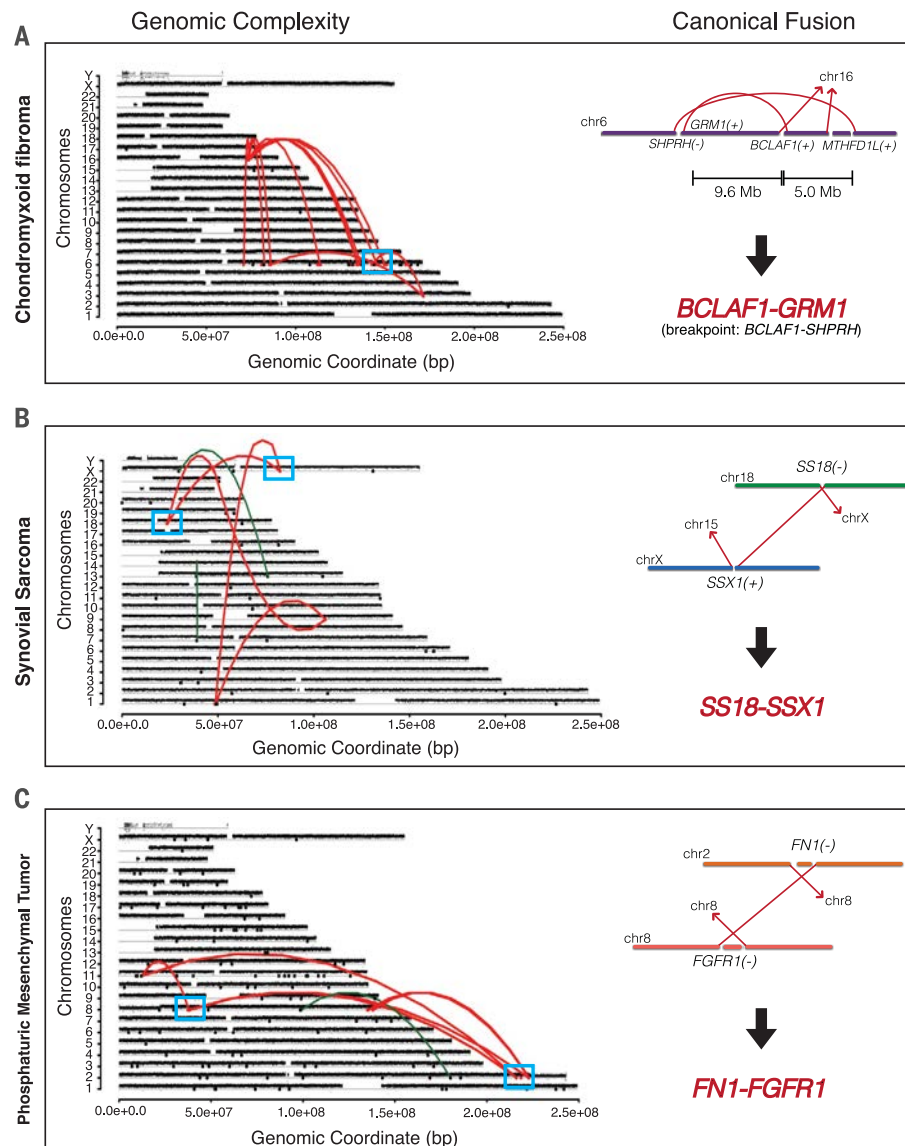 Genomic Complexity
Canonical Fusion
A
Chondromyxoid fibroma
Chromosomes
Y
X
22
21
20
19
18
17
16
15
14
13
12
11
10
9
8
7
6
5
4
3
2
1
0.0e+00
5.0e+07
1.0e+08
1.5e+08
2.0e+08
2.5e+08
Genomic Coordinate (bp)
chr16
chr6
GRM1(+)
SHPRH(-)
BCLAF1(+)
MTHFD1L(+)
9.6 Mb
5.0 Mb
BCLAF1-GRM1
(breakpoint: BCLAF1-SHPRH)
B
Synovial Sarcoma
Chromosomes
Y
X
22
21
20
19
18
17
16
15
14
13
12
11
10
9
8
7
6
5
4
3
2
1
0.0e+0.0
5.0e+07
1.0e+08
1.5e+08
2.0e+08
2.5e+08
Genomic Coordinate (bp)
SS18(-)
chr18
chrX
chr15
chrX
SSX1(+)
SS18-SSX1
C
Phosphaturic Mesenchymal Tumor
Chromosomes
Y
X
22
21
20
19
18
17
16
15
14
13
12
11
10
9
8
7
6
5
4
3
2
1
0.0e+0.0
5.0e+07
1.0e+08
1.5e+08
2.0e+08
2.5e+08
Genomic Coordinate (bp)
FN1(-)
chr2
chr8
chr8
chr8
FGFR1(-)
FN1-FGFR1